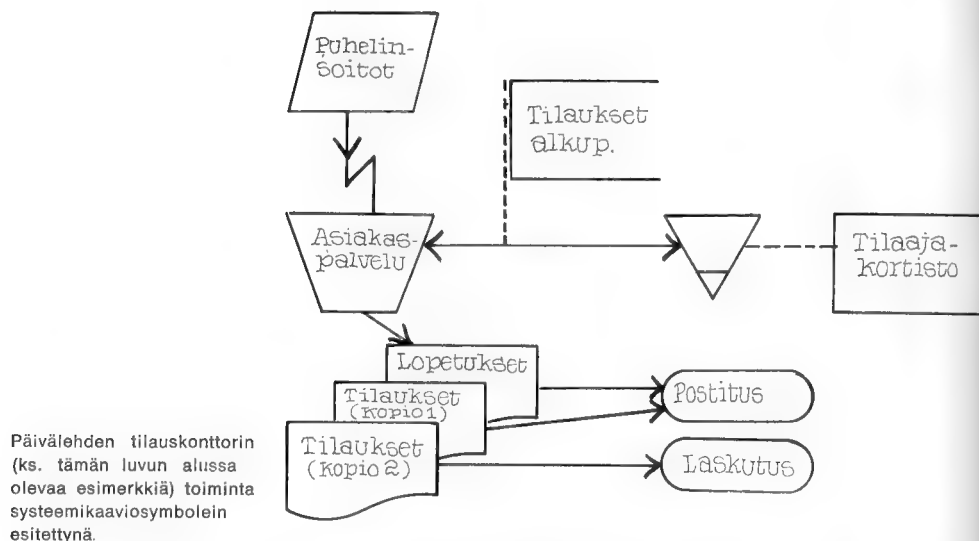 Puhelin-
soitot
Tilaukset
alkup.
Asiakas-
palvelu
Tilaaja-
kortisto
Lopetukset
Tilaukset
(kopio 1)
Tilaukset
(kopio 2)
Postitus
Laskutus
Päivälehden tilauskonttorin
(ks. tämän luvun alussa
olevaa esimerkkiä) toiminta
systeemikaaviosymbolein
esitettynä.